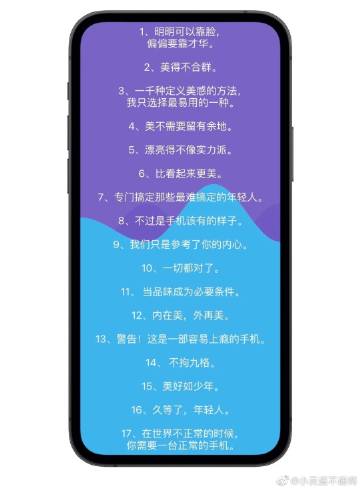 1、明明可以靠脸，
偏偏要靠才华。
2、美得不合群。
3、一千种定义美感的方法，
我只选择最易用的一种。
4、美不需要留有余地。
5、漂亮得不像实力派。
6、比看起来更美。
7、专门搞定那些最难搞定的年轻人。
8、不过是手机该有的样子。
9、我们只是参考了你的内心。
10、一切都对了。
11、 当品味成为必要条件。
12、内在美，外再美。
13、警告！这是一部容易上瘾的手机。
14、 不拘九格。
15、美好如少年。
16、久等了，年轻人。
17、在世界不正常的时候，
你需要一台正常的手机。